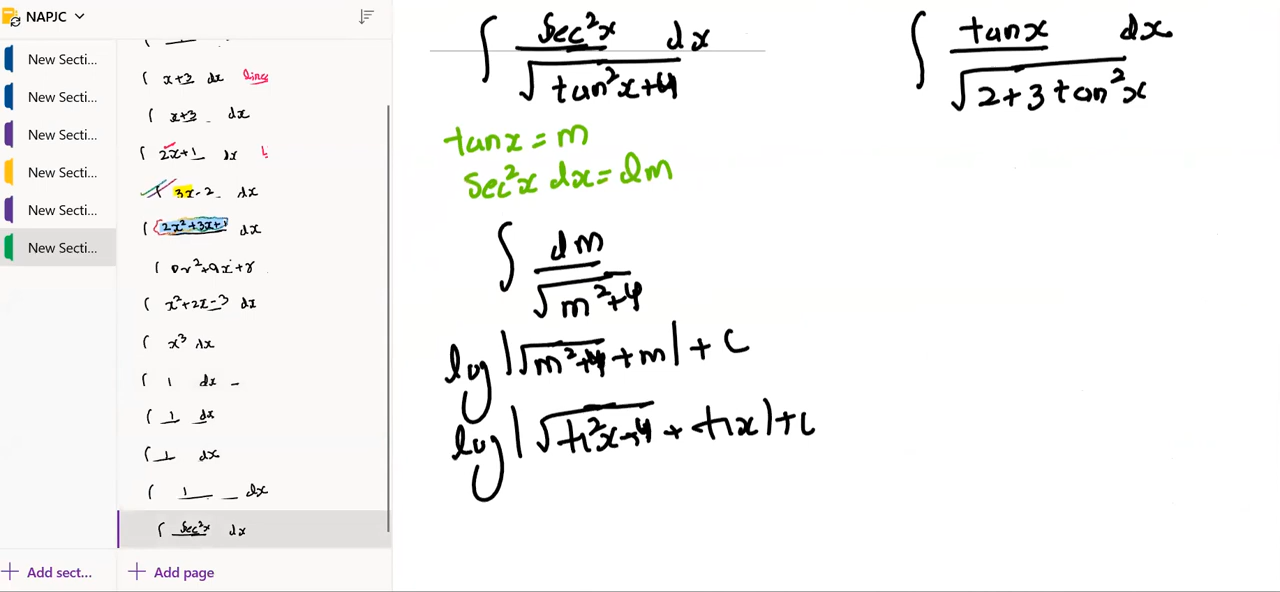 NAPJC
New Secti...
New Secti...
New Secti...
New Secti...
New Secti...
New Secti...
+ Add sect...
∫ x+3 dx
∫ x+3 dx
∫ 2x+1 dx
∫ 3x-2 dx
∫ 2x²+3x+1 dx
∫ x²+2x-3 dx
∫ x³ dx
∫ 1 dx
∫ 1 dx
∫ 1 dx
∫ 1 dx
∫ sec²x dx
+ Add page
∫ sec²x dx / √(tan²x+4)
tanx = m
sec²x dx = dm
∫ dm / √(m²+4)
log |√(m²+4) + m| + c
log |√(tn²x+4) + tnx| + c
∫ tanx dx / √(2+3tan²x)